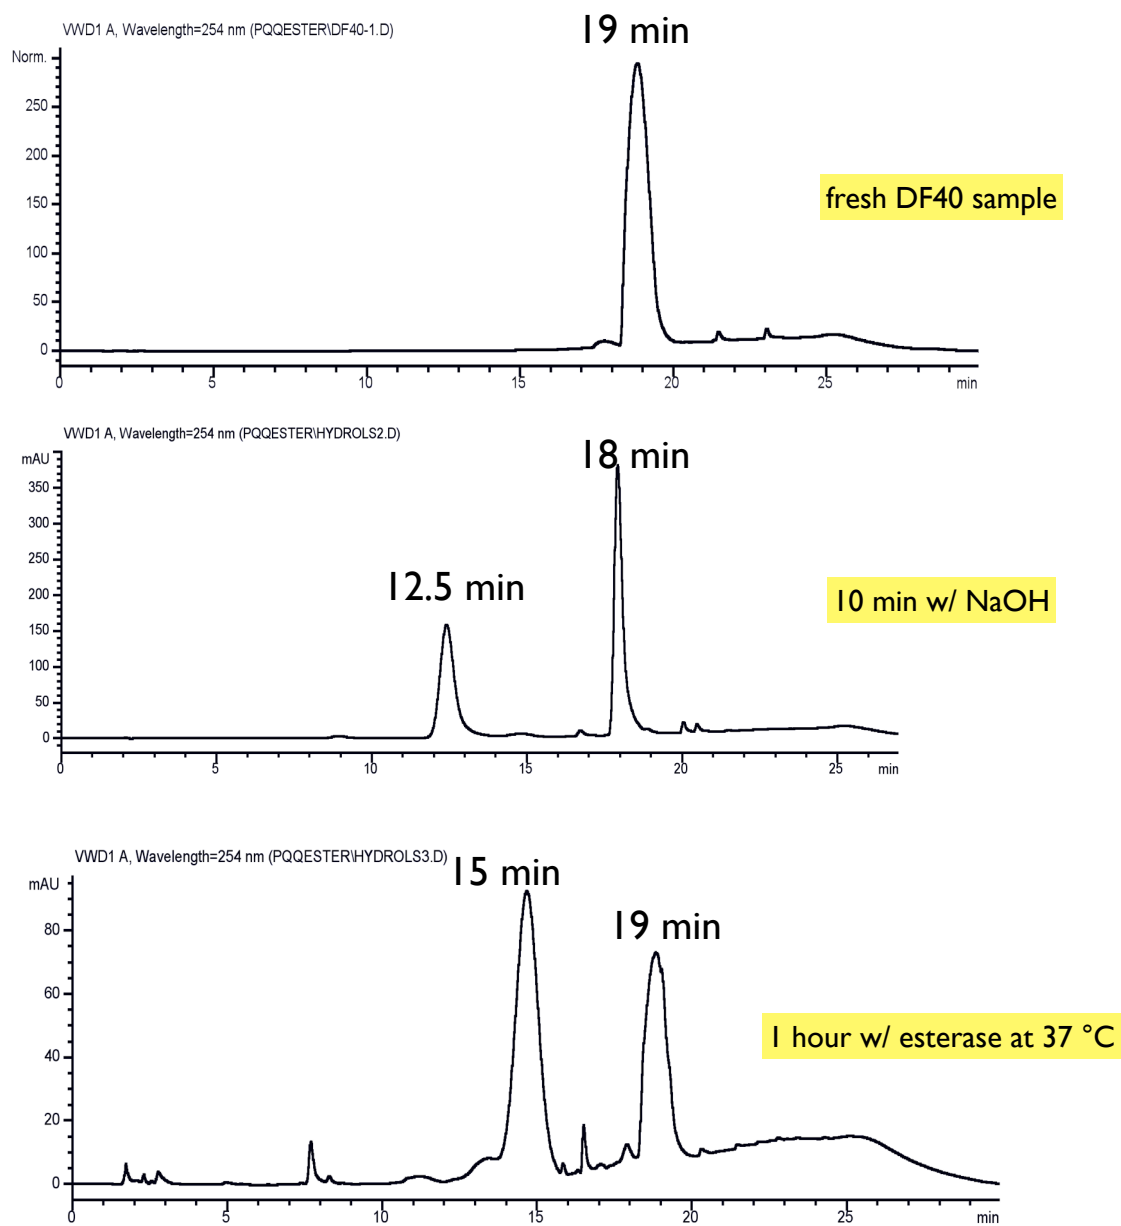 VWD1 A, Wavelength=254 nm (PQQESTER\DF40-1.D)
19 min
Norm.
250
200
150
100
50
0
0 5 10 15 20 25 min
fresh DF40 sample
VWD1 A, Wavelength=254 nm (PQQESTER\HYDROLS2.D)
18 min
mAU
350
300
250
200
150
100
50
0
12.5 min
0 5 10 15 20 25 min
10 min w/ NaOH
VWD1 A, Wavelength=254 nm (PQQESTER\HYDROLS3.D)
15 min
mAU
19 min
80
60
40
20
0
0 5 10 15 20 25 min
1 hour w/ esterase at 37 °C